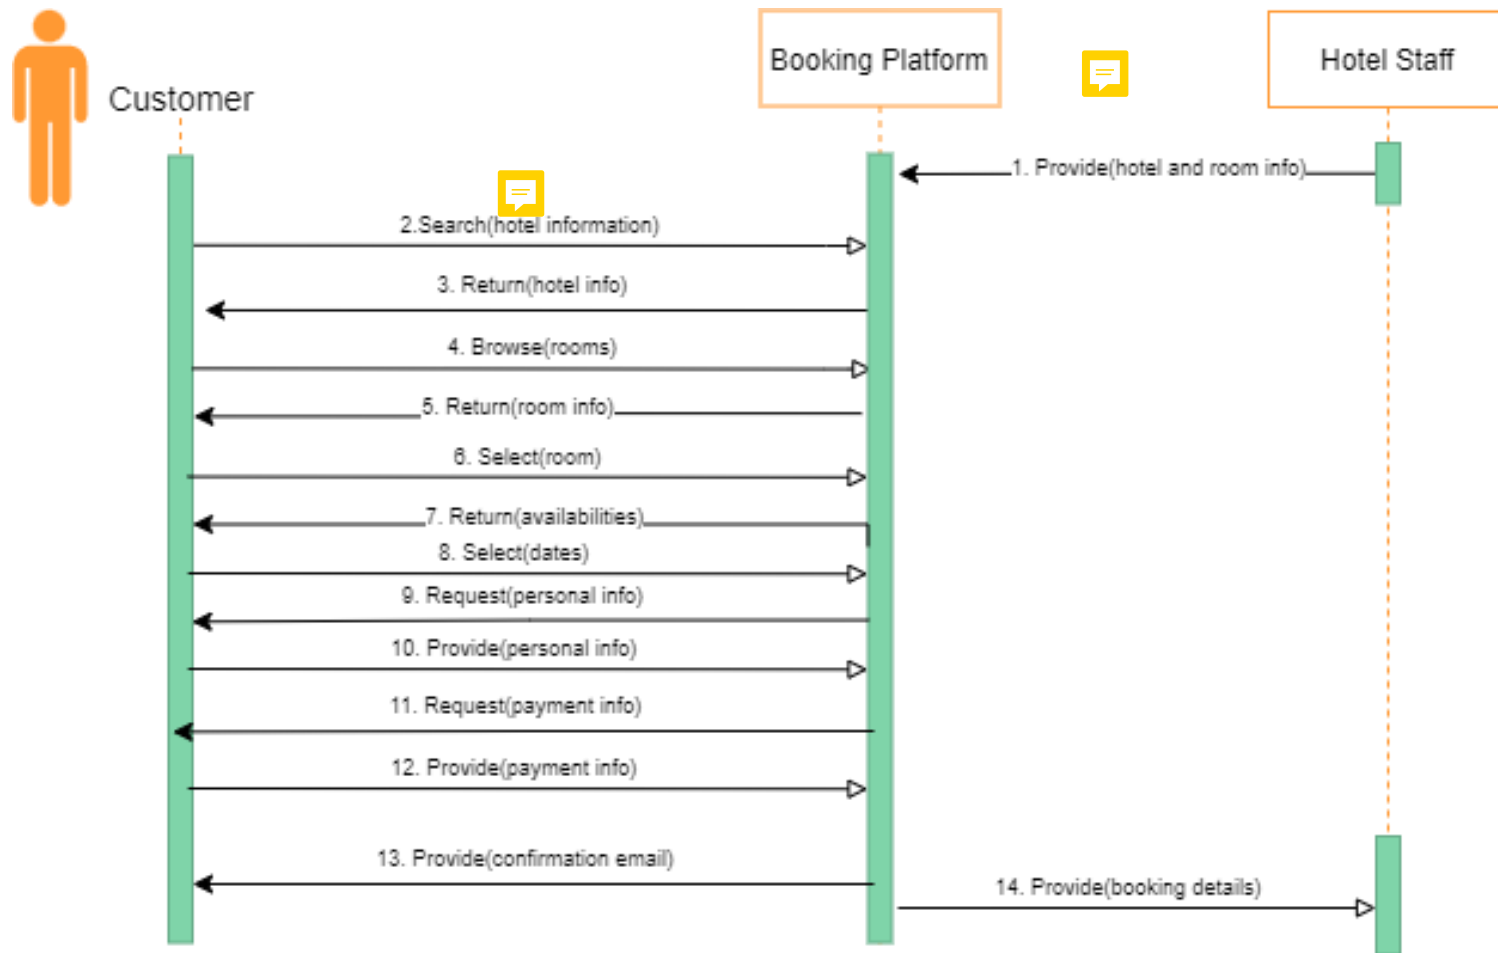 Customer
Booking Platform
Hotel Staff
1. Provide(hotel and room info)
2.Search(hotel information)
3. Return(hotel info)
4. Browse(rooms)
5. Return(room info)
6. Select(room)
7. Return(availabilities)
8. Select(dates)
9. Request(personal info)
10. Provide(personal info)
11. Request(payment info)
12. Provide(payment info)
13. Provide(confirmation email)
14. Provide(booking details)